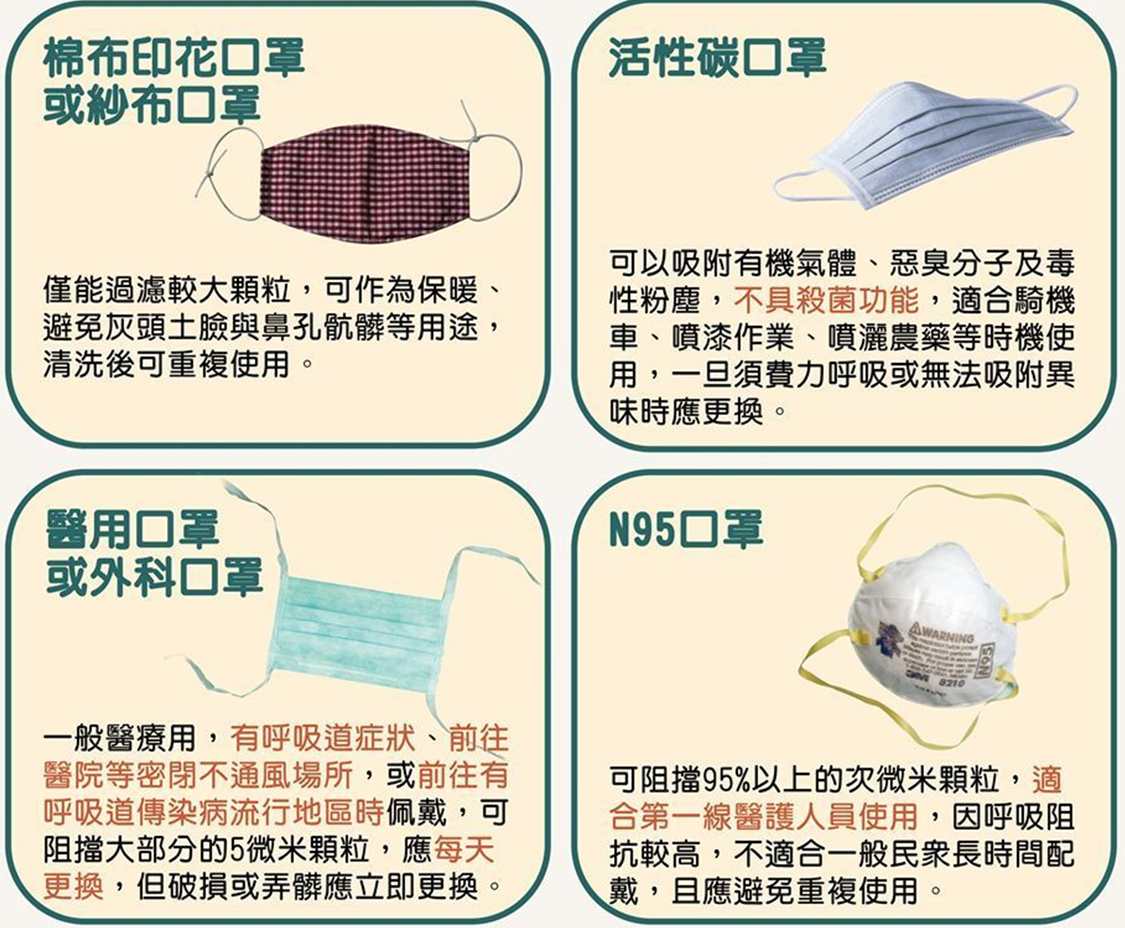 棉布印花口罩
或紗布口罩
僅能過濾較大顆粒，可作為保暖、
避免灰頭土臉與鼻孔骯髒等用途，
清洗後可重複使用。
活性碳口罩
可以吸附有機氣體、惡臭分子及毒
性粉塵，不具殺菌功能，適合騎機
車、噴漆作業、噴灑農藥等時機使
用，一旦須費力呼吸或無法吸附異
味時應更換。
醫用口罩
或外科口罩
一般醫療用，有呼吸道症狀、前往
醫院等密閉不通風場所，或前往有
呼吸道傳染病流行地區時佩戴，可
阻擋大部分的5微米顆粒，應每天
更換，但破損或弄髒應立即更換。
N95口罩
WARNING
N95
3M 8210
可阻擋95%以上的次微米顆粒，適
合第一線醫護人員使用，因呼吸阻
抗較高，不適合一般民眾長時間配
戴，且應避免重複使用。